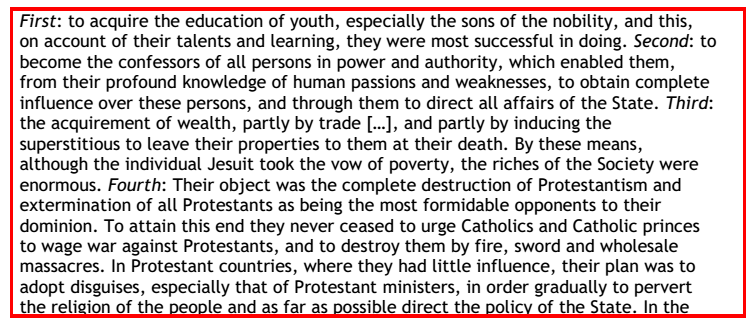 First: to acquire the education of youth, especially the sons of the nobility, and this,
on account of their talents and learning, they were most successful in doing. Second: to
become the confessors of all persons in power and authority, which enabled them,
from their profound knowledge of human passions and weaknesses, to obtain complete
influence over these persons, and through them to direct all affairs of the State. Third:
the acquirement of wealth, partly by trade […], and partly by inducing the
superstitious to leave their properties to them at their death. By these means,
although the individual Jesuit took the vow of poverty, the riches of the Society were
enormous. Fourth: Their object was the complete destruction of Protestantism and
extermination of all Protestants as being the most formidable opponents to their
dominion. To attain this end they never ceased to urge Catholics and Catholic princes
to wage war against Protestants, and to destroy them by fire, sword and wholesale
massacres. In Protestant countries, where they had little influence, their plan was to
adopt disguises, especially that of Protestant ministers, in order gradually to pervert
the religion of the people and as far as possible direct the policy of the State. In the